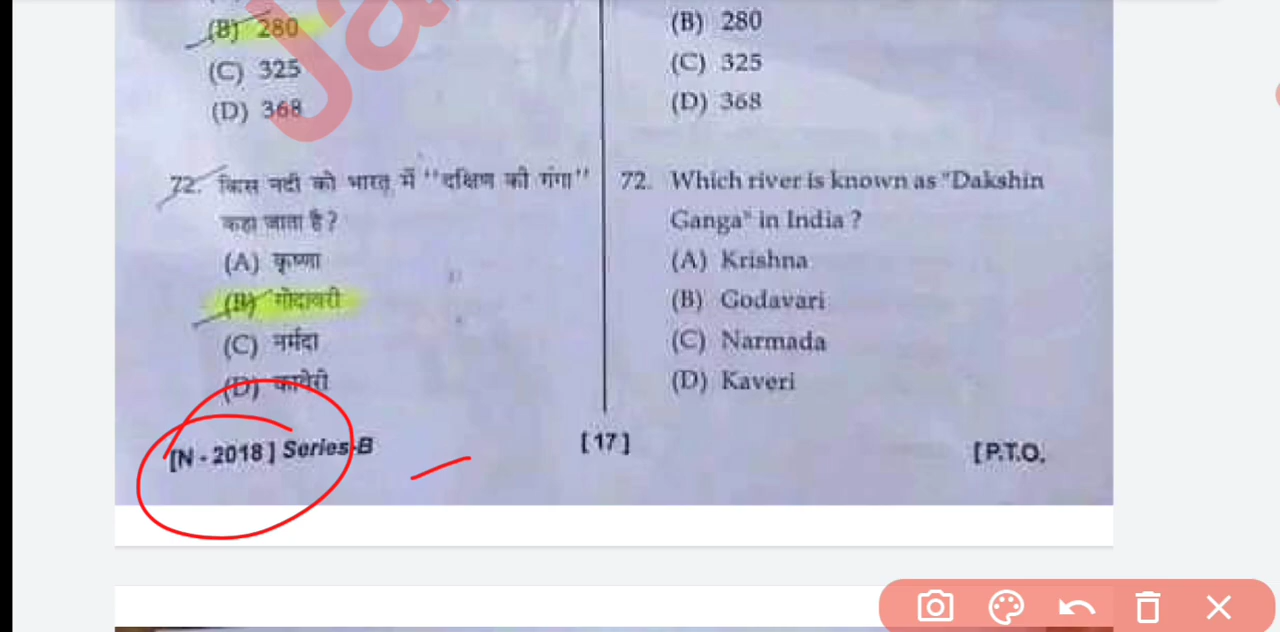 (B) 280
(C) 325
(D) 368
72. किस नदी को भारत में "दक्षिण की गंगा"
कहा जाता है?
(A) कृष्णा
(B) गोदावरी
(C) नर्मदा
(D) कावेरी
(B) 280
(C) 325
(D) 368
72. Which river is known as "Dakshin
Ganga" in India ?
(A) Krishna
(B) Godavari
(C) Narmada
(D) Kaveri
[N - 2018] Series-B
[17]
[P.T.O.
Ja